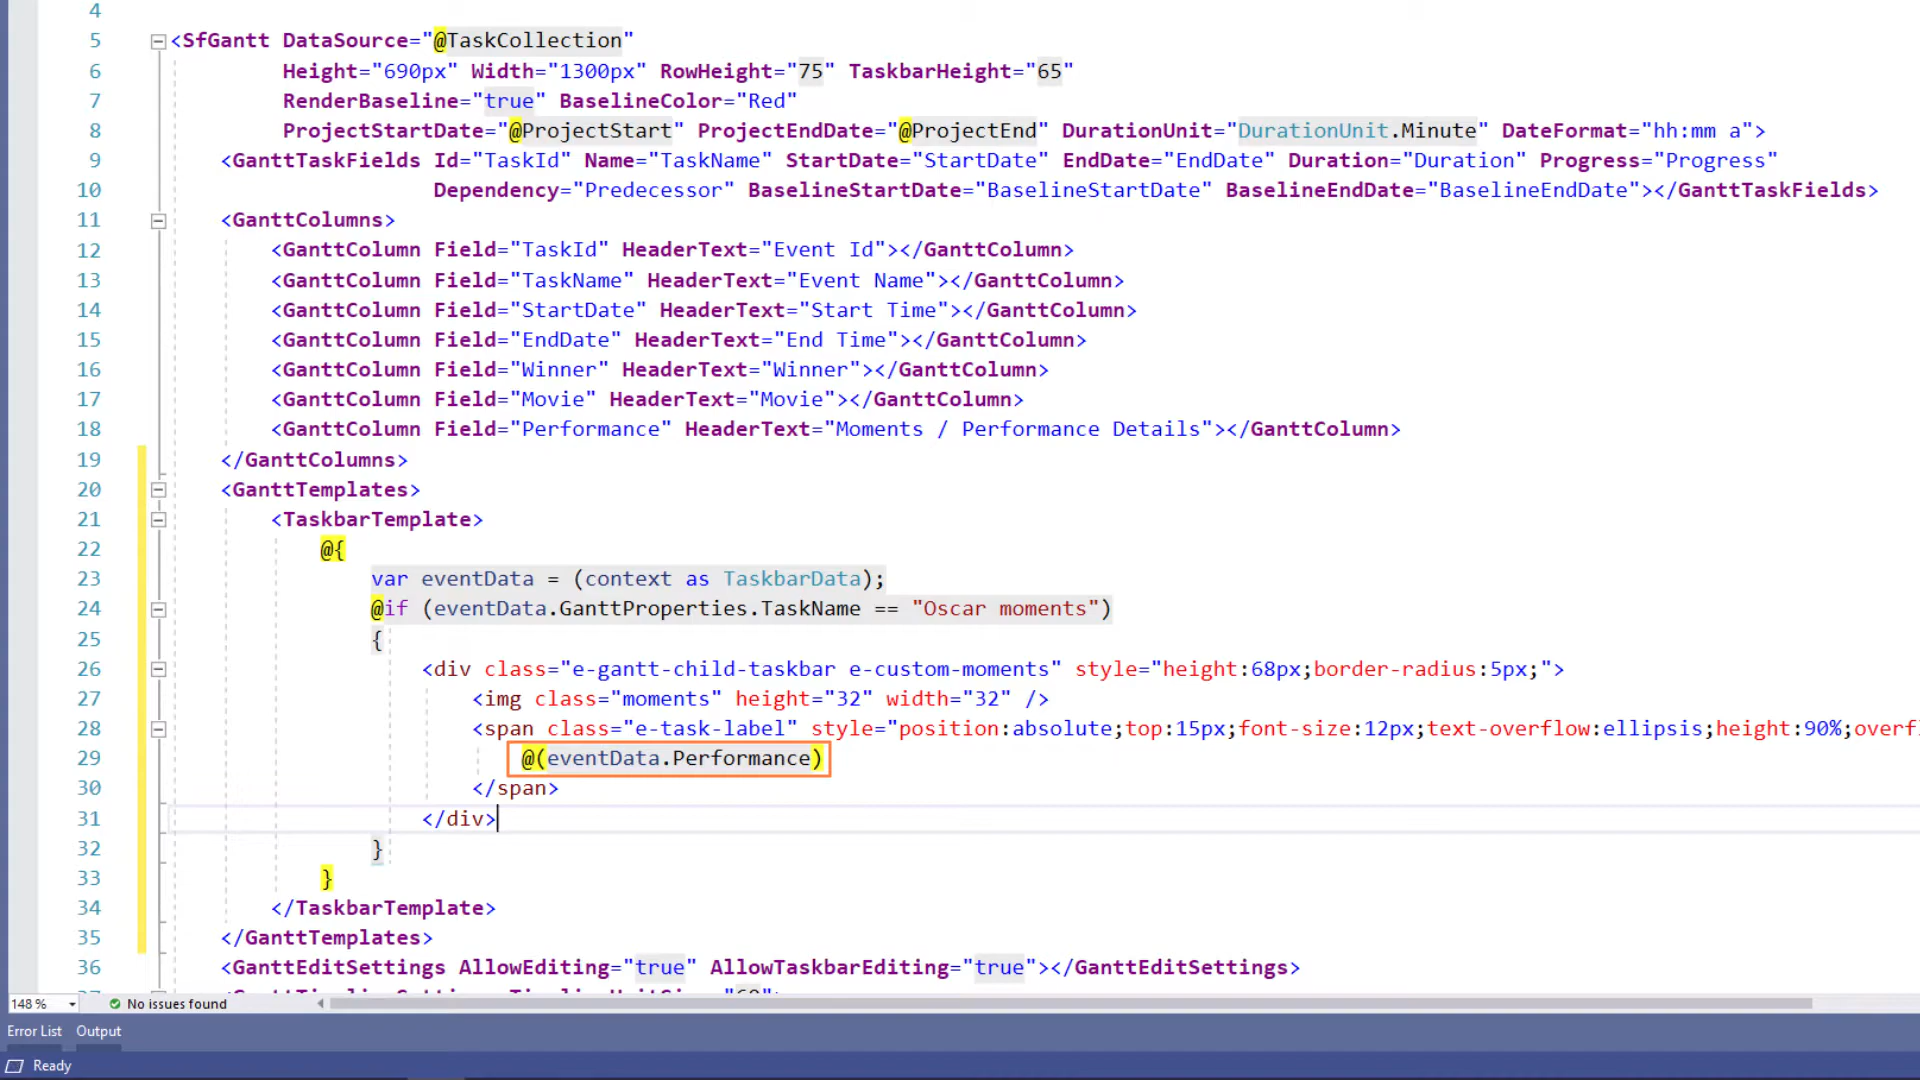 4
5 <SfGantt DataSource="@TaskCollection"
6 Height="690px" Width="1300px" RowHeight="75" TaskbarHeight="65"
7 RenderBaseline="true" BaselineColor="Red"
8 ProjectStartDate="@ProjectStart" ProjectEndDate="@ProjectEnd" DurationUnit="DurationUnit.Minute" DateFormat="hh:mm a">
9 <GanttTaskFields Id="TaskId" Name="TaskName" StartDate="StartDate" EndDate="EndDate" Duration="Duration" Progress="Progress"
10 Dependency="Predecessor" BaselineStartDate="BaselineStartDate" BaselineEndDate="BaselineEndDate"></GanttTaskFields>
11 <GanttColumns>
12 <GanttColumn Field="TaskId" HeaderText="Event Id"></GanttColumn>
13 <GanttColumn Field="TaskName" HeaderText="Event Name"></GanttColumn>
14 <GanttColumn Field="StartDate" HeaderText="Start Time"></GanttColumn>
15 <GanttColumn Field="EndDate" HeaderText="End Time"></GanttColumn>
16 <GanttColumn Field="Winner" HeaderText="Winner"></GanttColumn>
17 <GanttColumn Field="Movie" HeaderText="Movie"></GanttColumn>
18 <GanttColumn Field="Performance" HeaderText="Moments / Performance Details"></GanttColumn>
19 </GanttColumns>
20 <GanttTemplates>
21 <TaskbarTemplate>
22 @{
23 var eventData = (context as TaskbarData);
24 @if (eventData.GanttProperties.TaskName == "Oscar moments")
25 {
26 <div class="e-gantt-child-taskbar e-custom-moments" style="height:68px;border-radius:5px;">
27 <img class="moments" height="32" width="32" />
28 <span class="e-task-label" style="position:absolute;top:15px;font-size:12px;text-overflow:ellipsis;height:90%;overf
29 @(eventData.Performance)
30 </span>
31 </div>
32 }
33 }
34 </TaskbarTemplate>
35 </GanttTemplates>
36 <GanttEditSettings AllowEditing="true" AllowTaskbarEditing="true"></GanttEditSettings>
148 % No issues found
Error List Output
Ready